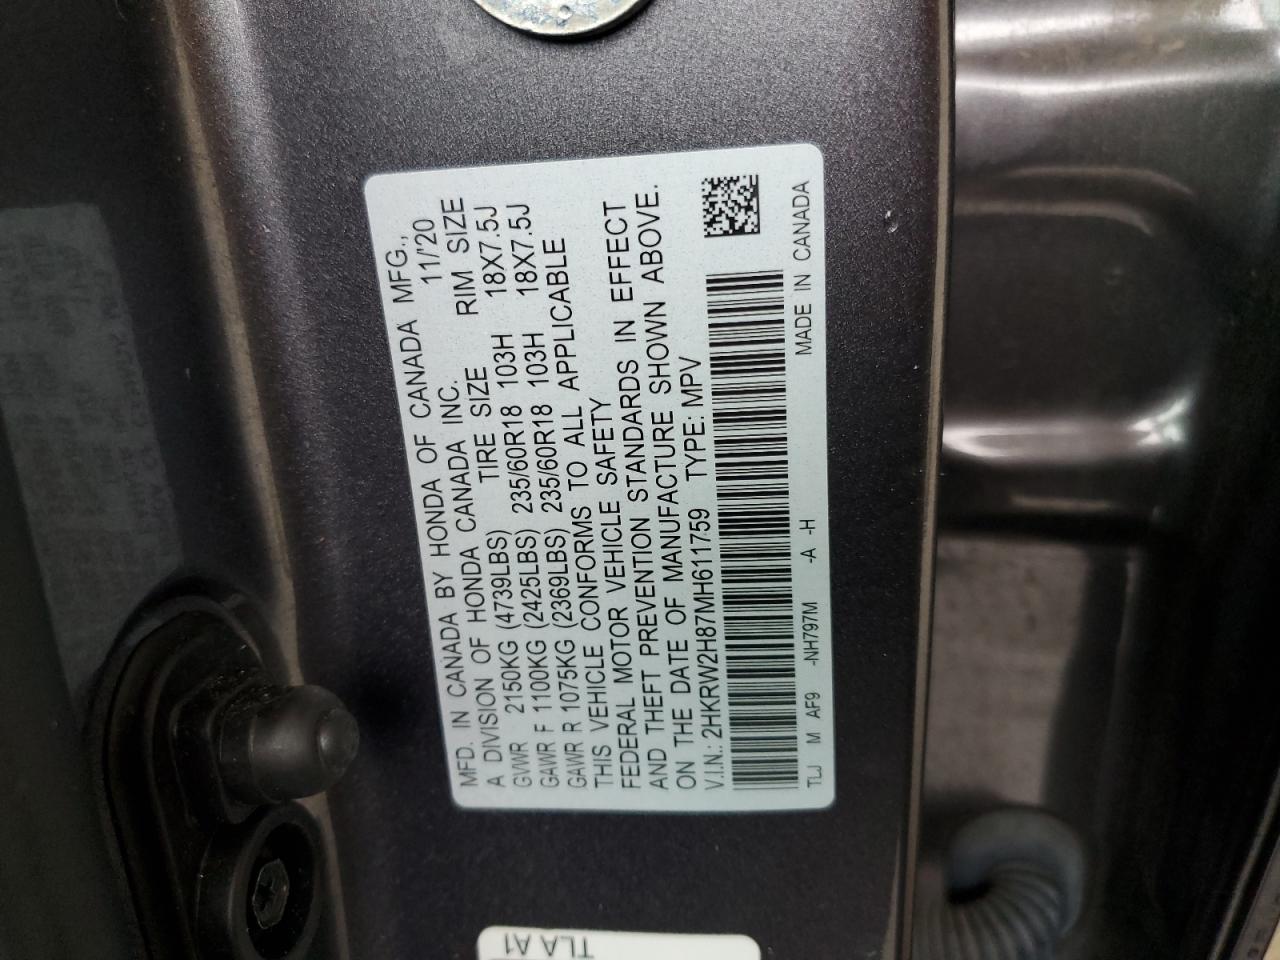 MFD. IN CANADA BY HONDA OF CANADA MFG.,
A DIVISION OF HONDA CANADA INC. 11/'20
TIRE SIZE RIM SIZE
GVWR 2150KG (4739LBS)
GAWR F 1100KG (2425LBS) 235/60R18 103H 18X7.5J
GAWR R 1075KG (2369LBS) 235/60R18 103H 18X7.5J
THIS VEHICLE CONFORMS TO ALL APPLICABLE
FEDERAL MOTOR VEHICLE SAFETY
AND THEFT PREVENTION STANDARDS IN EFFECT
ON THE DATE OF MANUFACTURE SHOWN ABOVE.
V.I.N.: 2HKRW2H87MH611759 TYPE: MPV
TLJ M AF9 -NH797M -A -H MADE IN CANADA
TLA A1